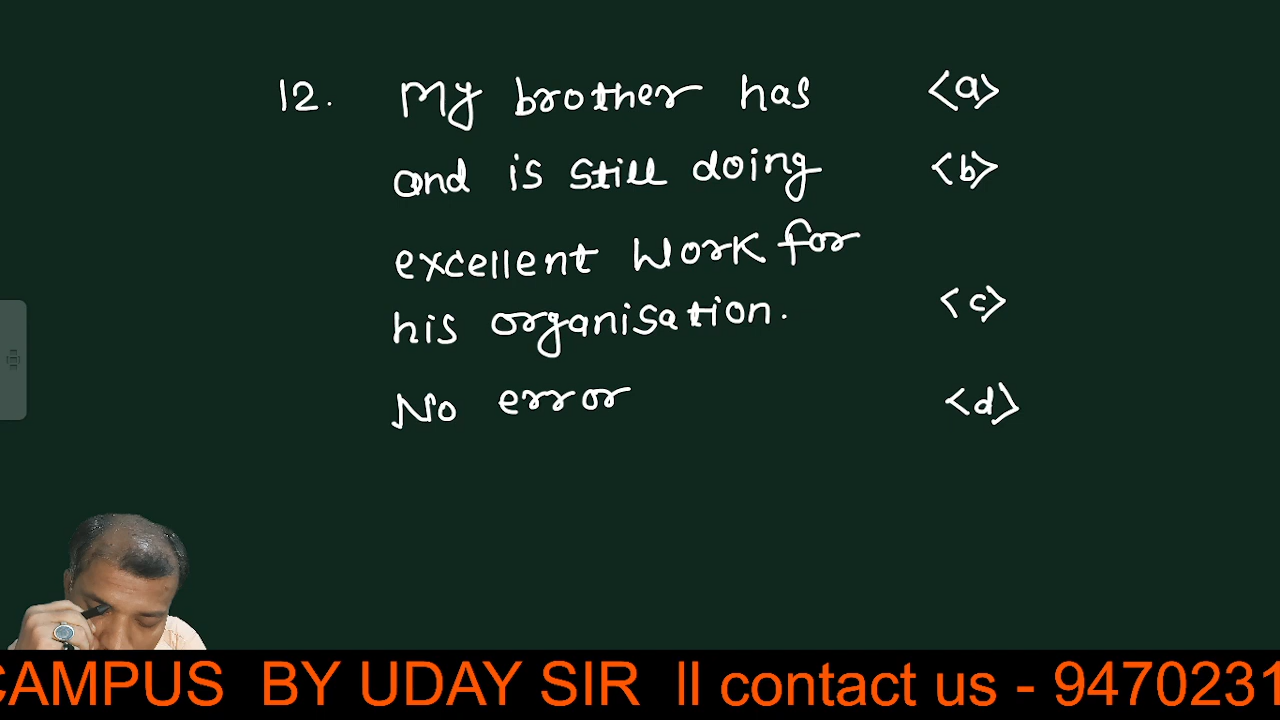 12. My brother has <a>
and is still doing <b>
excellent work for
his organisation. <c>
No error <d>
CAMPUS BY UDAY SIR ll contact us - 9470231